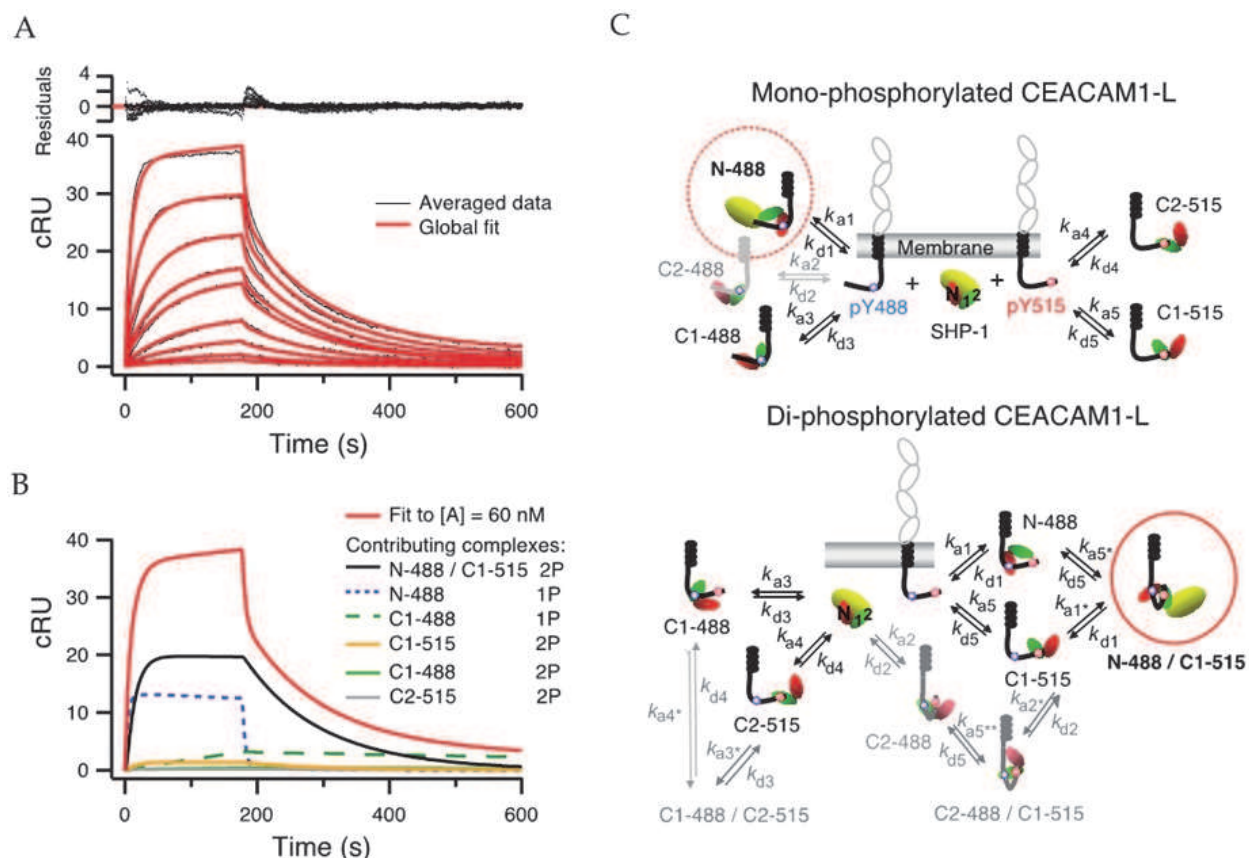 A
Residuals
4
0
cRU
40
30
20
10
0
Averaged data
Global fit
0
200
400
600
Time (s)
B
cRU
40
30
20
10
0
Fit to [A] = 60 nM
Contributing complexes:
N-488 / C1-515 2P
N-488 1P
C1-488 1P
C1-515 2P
C1-488 2P
C2-515 2P
0
200
400
600
Time (s)
C
Mono-phosphorylated CEACAM1-L
N-488
ka1
kd1
Membrane
C2-488
ka2
kd2
C1-488
ka3
kd3
pY488
+
N 1 2
SHP-1
+
pY515
ka4
kd4
C2-515
ka5
kd5
C1-515
Di-phosphorylated CEACAM1-L
C1-488
ka3
kd3
N 1 2
ka4
kd4
C2-515
kd4
ka4*
ka3*
kd3
C1-488 / C2-515
ka1
kd1
N-488
ka5*
kd5
ka5
kd5
C1-515
ka1*
kd1
N-488 / C1-515
ka2
kd2
C2-488
ka5**
kd5
ka2*
kd2
C2-488 / C1-515